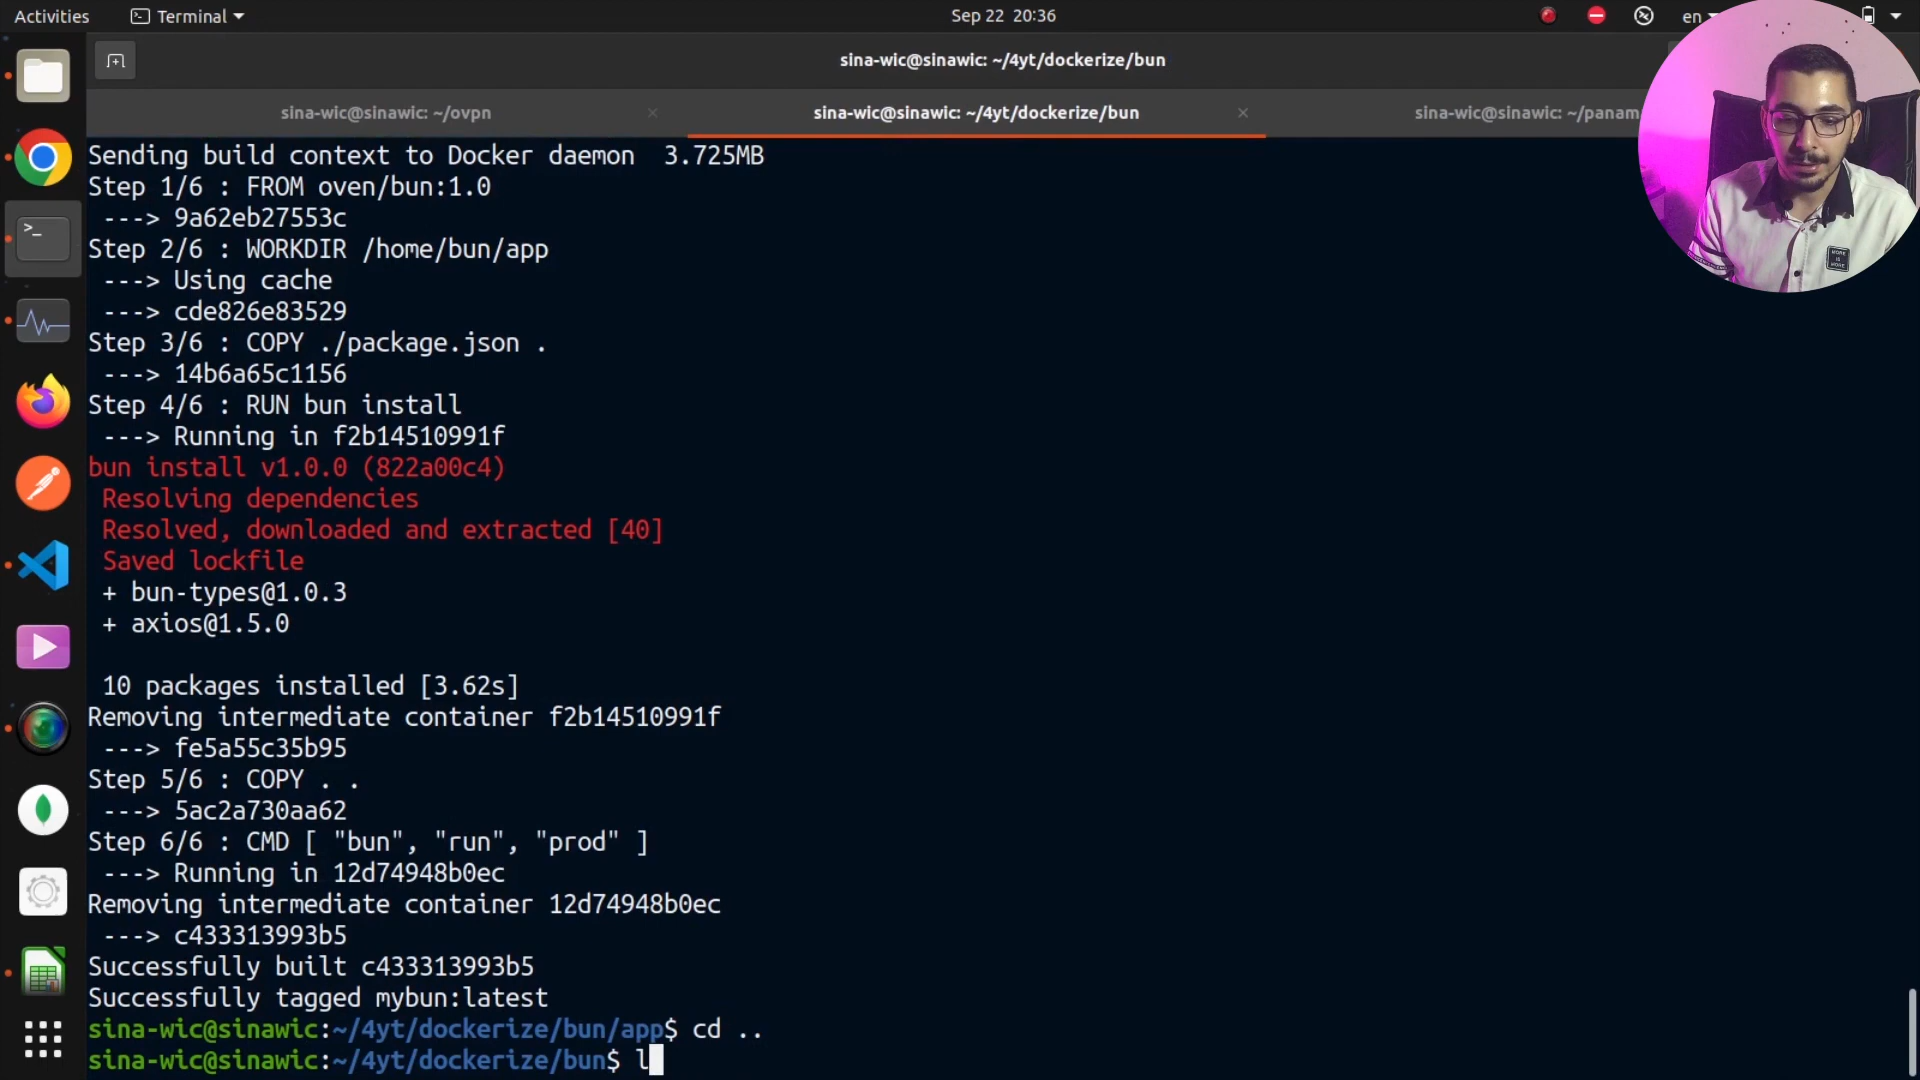 Activities
Terminal
Sep 22 20:36
en
sina-wic@sinawic: ~/4yt/dockerize/bun
sina-wic@sinawic: ~/ovpn
sina-wic@sinawic: ~/4yt/dockerize/bun
sina-wic@sinawic: ~/panam
Sending build context to Docker daemon  3.725MB
Step 1/6 : FROM oven/bun:1.0
 ---> 9a62eb27553c
Step 2/6 : WORKDIR /home/bun/app
 ---> Using cache
 ---> cde826e83529
Step 3/6 : COPY ./package.json .
 ---> 14b6a65c1156
Step 4/6 : RUN bun install
 ---> Running in f2b14510991f
bun install v1.0.0 (822a00c4)
 Resolving dependencies
 Resolved, downloaded and extracted [40]
 Saved lockfile
 + bun-types@1.0.3
 + axios@1.5.0
 10 packages installed [3.62s]
Removing intermediate container f2b14510991f
 ---> fe5a55c35b95
Step 5/6 : COPY . .
 ---> 5ac2a730aa62
Step 6/6 : CMD [ "bun", "run", "prod" ]
 ---> Running in 12d74948b0ec
Removing intermediate container 12d74948b0ec
 ---> c433313993b5
Successfully built c433313993b5
Successfully tagged mybun:latest
sina-wic@sinawic:~/4yt/dockerize/bun/app$ cd ..
sina-wic@sinawic:~/4yt/dockerize/bun$ l
MORE
IS
MORE